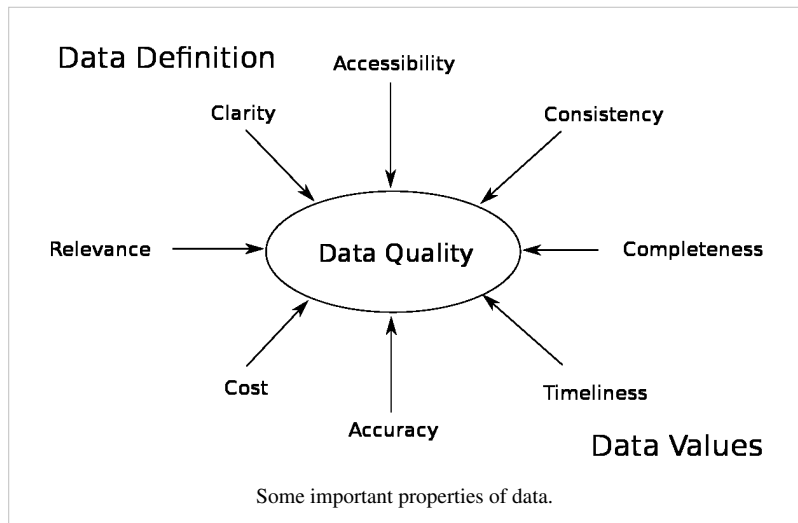 Data Definition
Accessibility
Clarity
Consistency
Relevance
Data Quality
Completeness
Cost
Timeliness
Accuracy
Data Values
Some important properties of data.